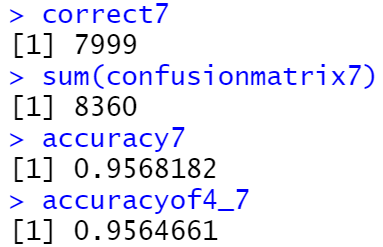 > correct7
[1] 7999
> sum(confusionmatrix7)
[1] 8360
> accuracy7
[1] 0.9568182
> accuracyof4_7
[1] 0.9564661